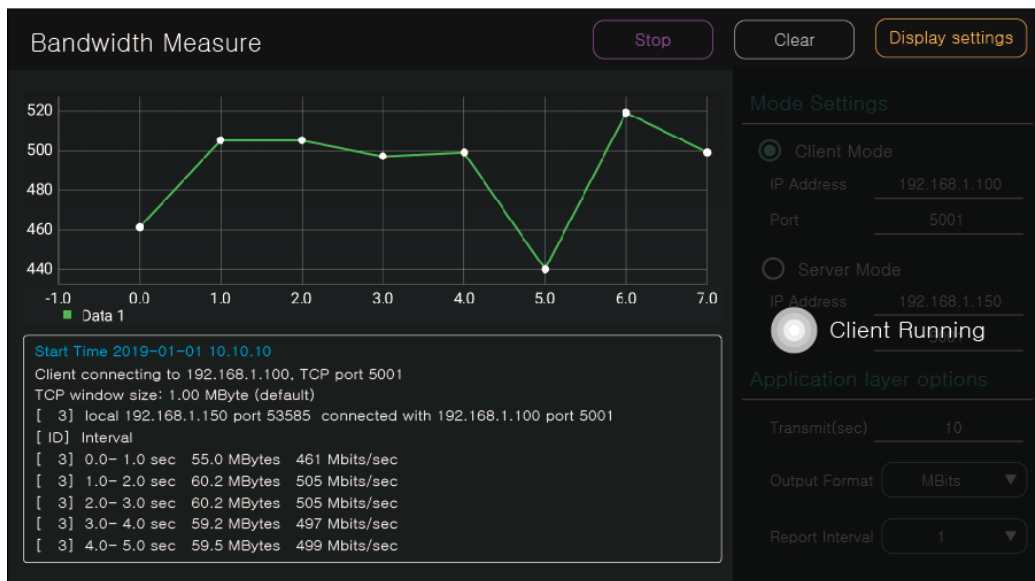 Bandwidth Measure
Stop
Clear
Display settings
520
500
480
460
440
-1.0 0.0 1.0 2.0 3.0 4.0 5.0 6.0 7.0
Data 1
Start Time 2019-01-01 10.10.10
Client connecting to 192.168.1.100, TCP port 5001
TCP window size: 1.00 MByte (default)
[ 3] local 192.168.1.150 port 53585 connected with 192.168.1.100 port 5001
[ ID] Interval
[ 3] 0.0- 1.0 sec 55.0 MBytes 461 Mbits/sec
[ 3] 1.0- 2.0 sec 60.2 MBytes 505 Mbits/sec
[ 3] 2.0- 3.0 sec 60.2 MBytes 505 Mbits/sec
[ 3] 3.0- 4.0 sec 59.2 MBytes 497 Mbits/sec
[ 3] 4.0- 5.0 sec 59.5 MBytes 499 Mbits/sec
Mode Settings
Client Mode
IP Address 192.168.1.100
Port 5001
Server Mode
IP Address 192.168.1.150
Client Running
Application layer options
Transmit(sec) 10
Output Format MBits
Report Interval 1